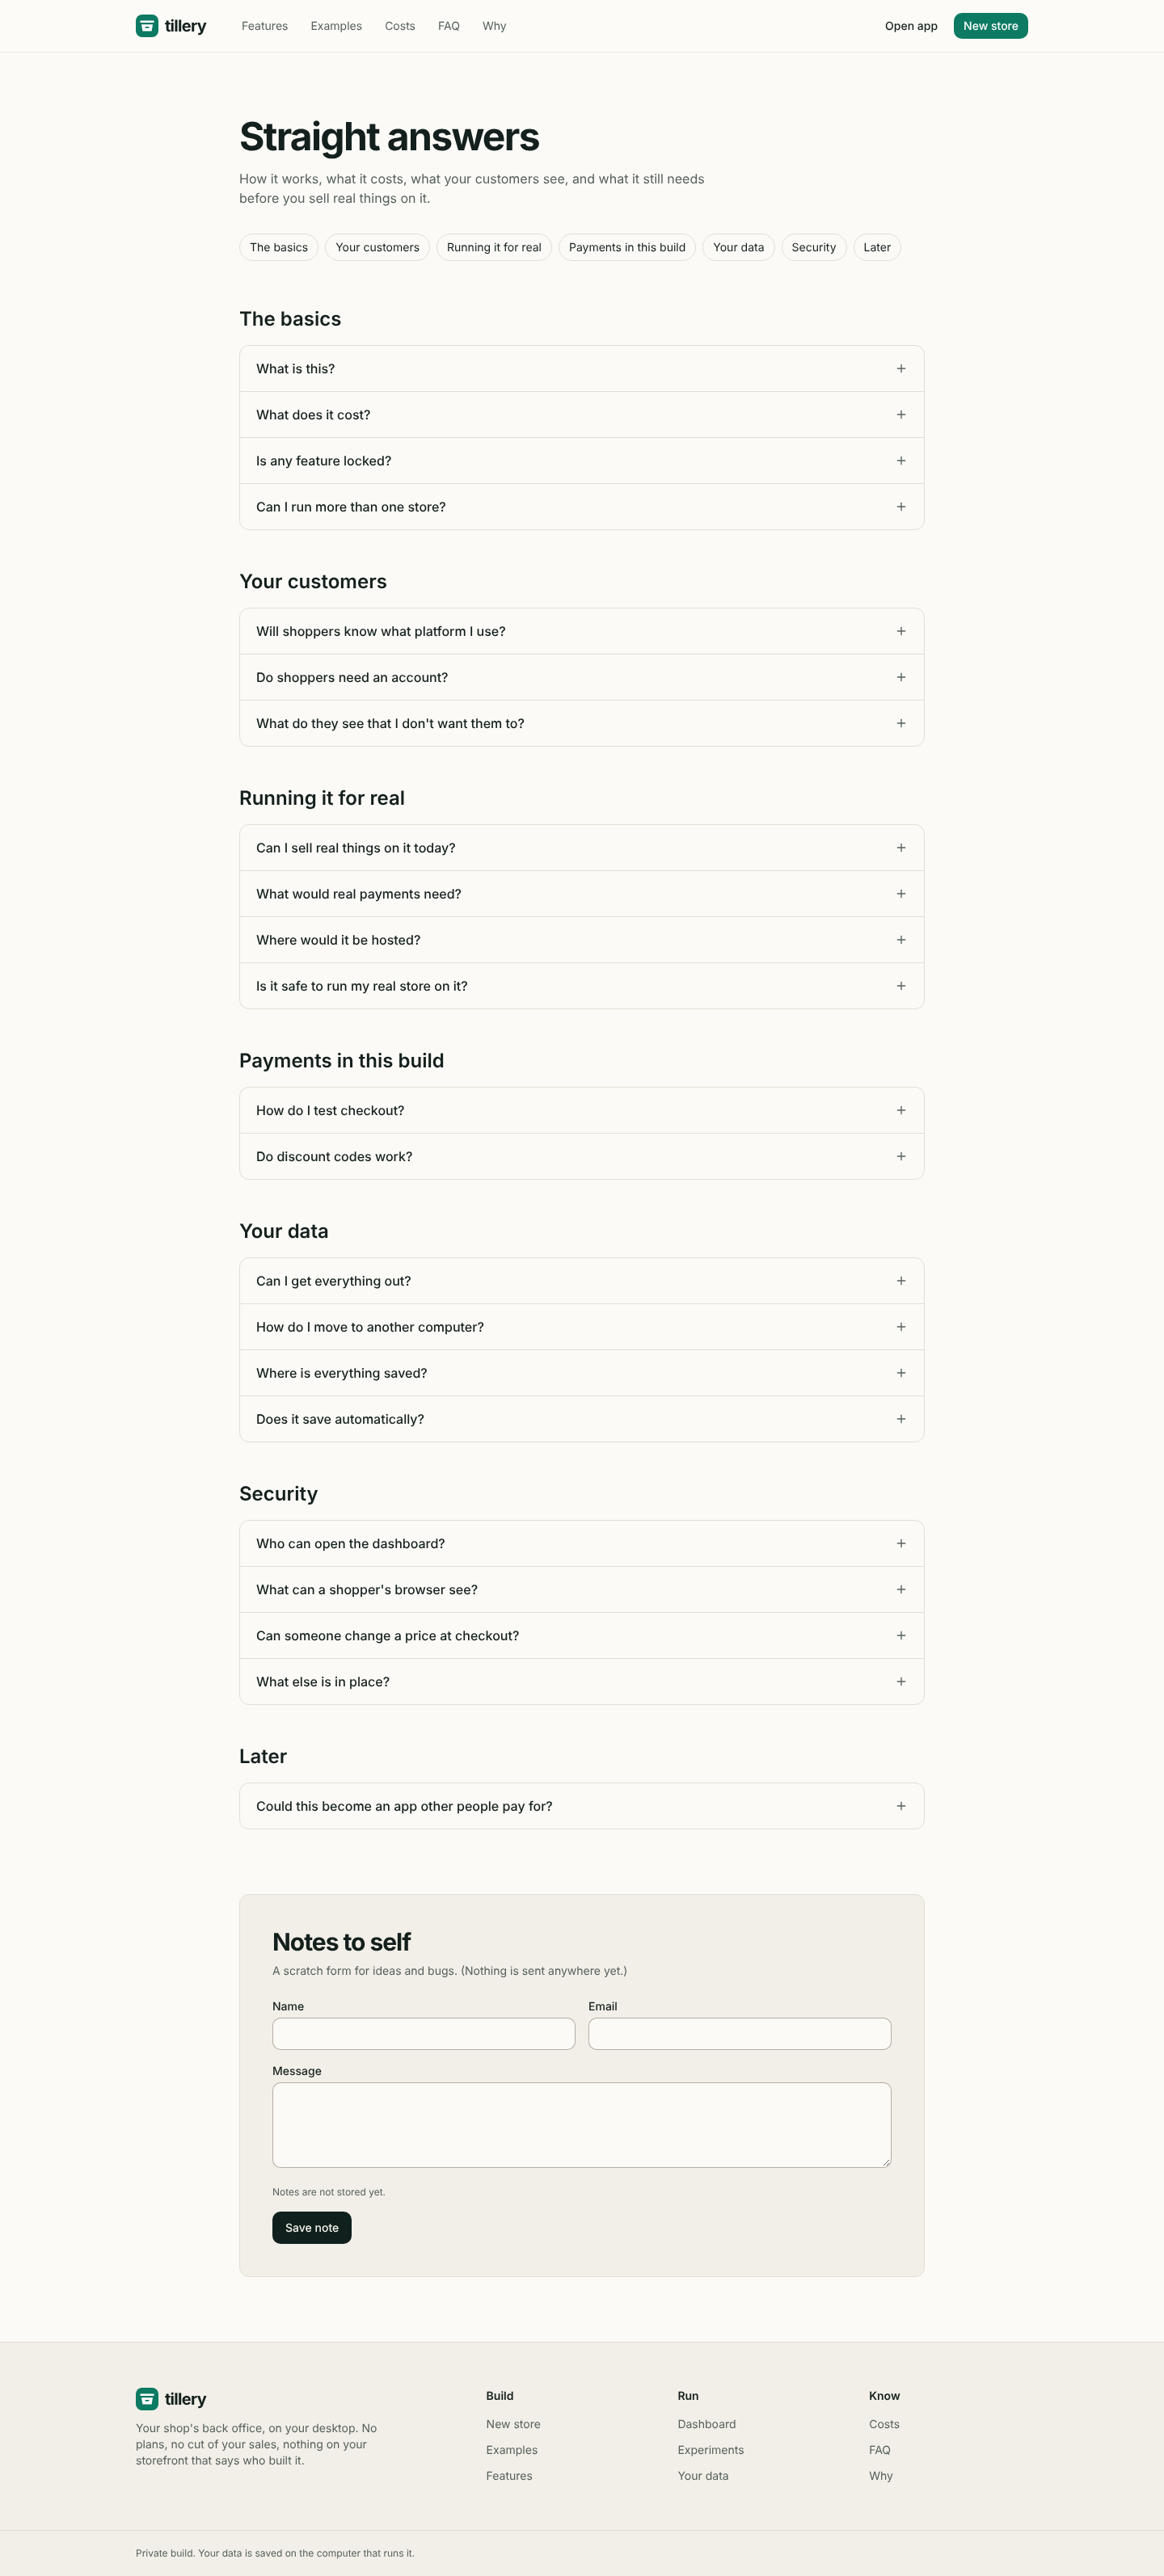 tillery
Features
Examples
Costs
FAQ
Why
Open app
New store
Straight answers
How it works, what it costs, what your customers see, and what it still needs
before you sell real things on it.
The basics
Your customers
Running it for real
Payments in this build
Your data
Security
Later
The basics
What is this?
What does it cost?
Is any feature locked?
Can I run more than one store?
Your customers
Will shoppers know what platform I use?
Do shoppers need an account?
What do they see that I don't want them to?
Running it for real
Can I sell real things on it today?
What would real payments need?
Where would it be hosted?
Is it safe to run my real store on it?
Payments in this build
How do I test checkout?
Do discount codes work?
Your data
Can I get everything out?
How do I move to another computer?
Where is everything saved?
Does it save automatically?
Security
Who can open the dashboard?
What can a shopper's browser see?
Can someone change a price at checkout?
What else is in place?
Later
Could this become an app other people pay for?
Notes to self
A scratch form for ideas and bugs. (Nothing is sent anywhere yet.)
Name
Email
Message
Notes are not stored yet.
Save note
tillery
Your shop's back office, on your desktop. No
plans, no cut of your sales, nothing on your
storefront that says who built it.
Build
New store
Examples
Features
Run
Dashboard
Experiments
Your data
Know
Costs
FAQ
Why
Private build. Your data is saved on the computer that runs it.